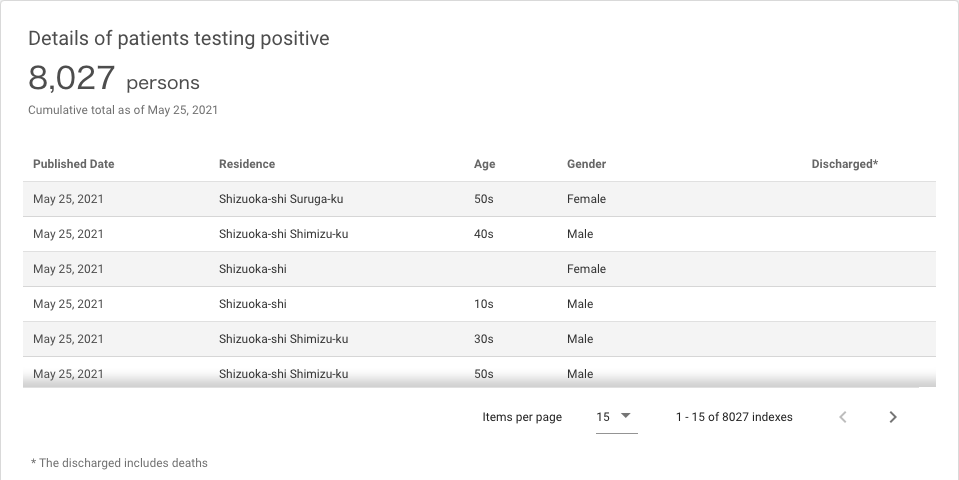 Details of patients testing positive
8,027 persons
Cumulative total as of May 25, 2021
Published Date Residence Age Gender Discharged*
May 25, 2021 Shizuoka-shi Suruga-ku 50s Female
May 25, 2021 Shizuoka-shi Shimizu-ku 40s Male
May 25, 2021 Shizuoka-shi Female
May 25, 2021 Shizuoka-shi 10s Male
May 25, 2021 Shizuoka-shi Shimizu-ku 30s Male
May 25, 2021 Shizuoka-shi Shimizu-ku 50s Male
Items per page 15 1 - 15 of 8027 indexes
* The discharged includes deaths